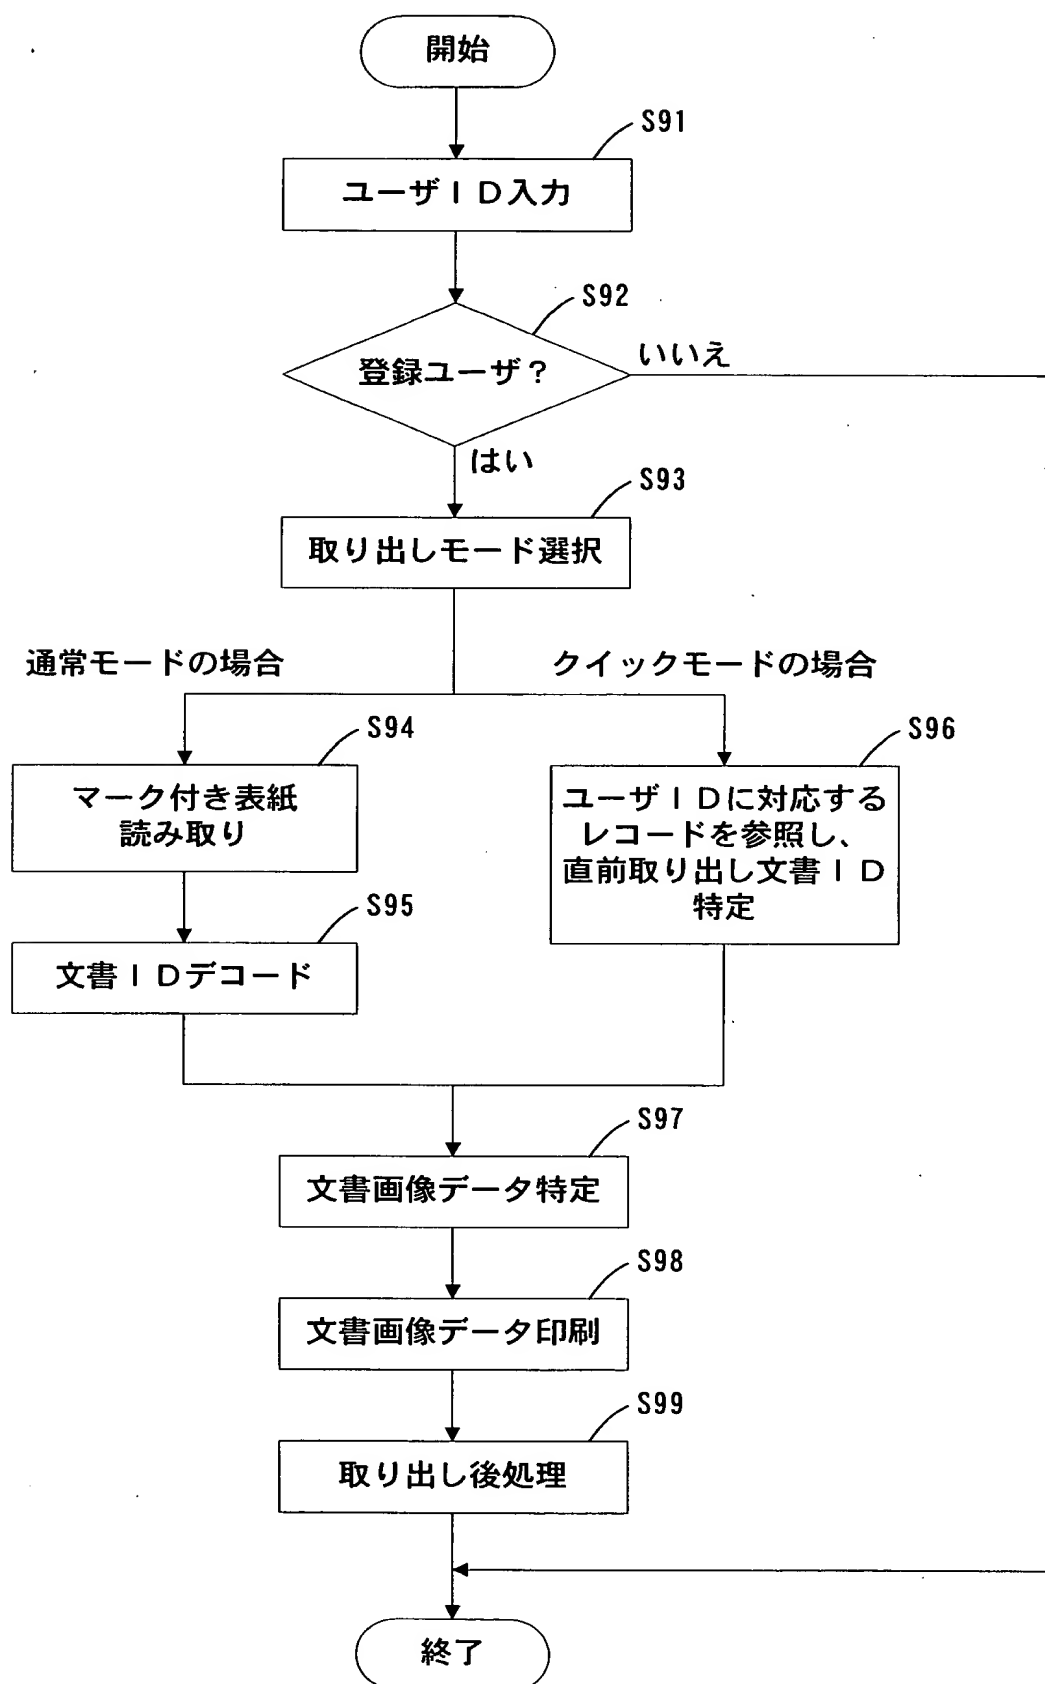 開始
S91
ユーザＩＤ入力
S92
登録ユーザ？
いいえ
はい
S93
取り出しモード選択
通常モードの場合
クイックモードの場合
S94
マーク付き表紙
読み取り
S96
ユーザＩＤに対応する
レコードを参照し、
直前取り出し文書ＩＤ
特定
S95
文書ＩＤデコード
S97
文書画像データ特定
S98
文書画像データ印刷
S99
取り出し後処理
終了